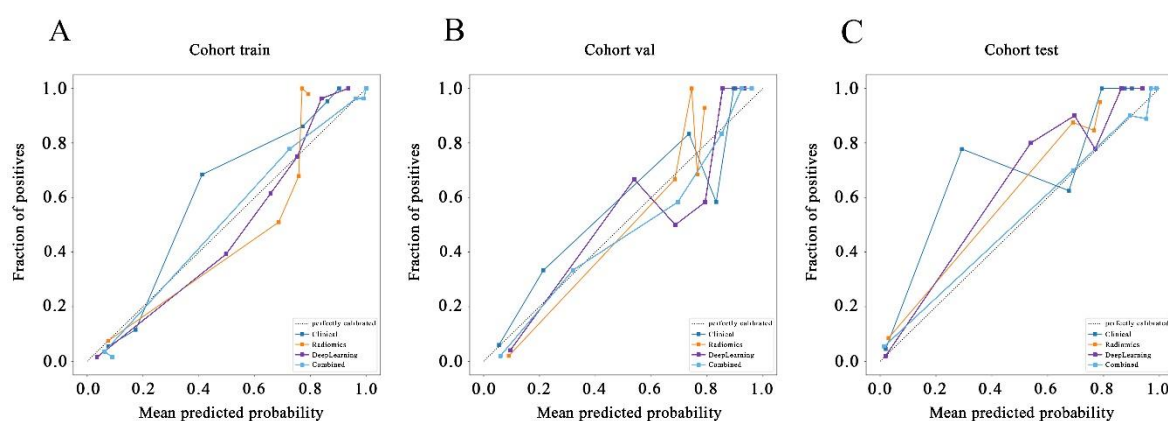 A
Cohort train
1.0
0.8
0.6
0.4
0.2
0.0
Fraction of positives
perfectly calibrated
Clinical
Radiomics
DeepLearning
Combined
0.0 0.2 0.4 0.6 0.8 1.0
Mean predicted probability
B
Cohort val
1.0
0.8
0.6
0.4
0.2
0.0
Fraction of positives
perfectly calibrated
Clinical
Radiomics
DeepLearning
Combined
0.0 0.2 0.4 0.6 0.8 1.0
Mean predicted probability
C
Cohort test
1.0
0.8
0.6
0.4
0.2
0.0
Fraction of positives
perfectly calibrated
Clinical
Radiomics
DeepLearning
Combined
0.0 0.2 0.4 0.6 0.8 1.0
Mean predicted probability